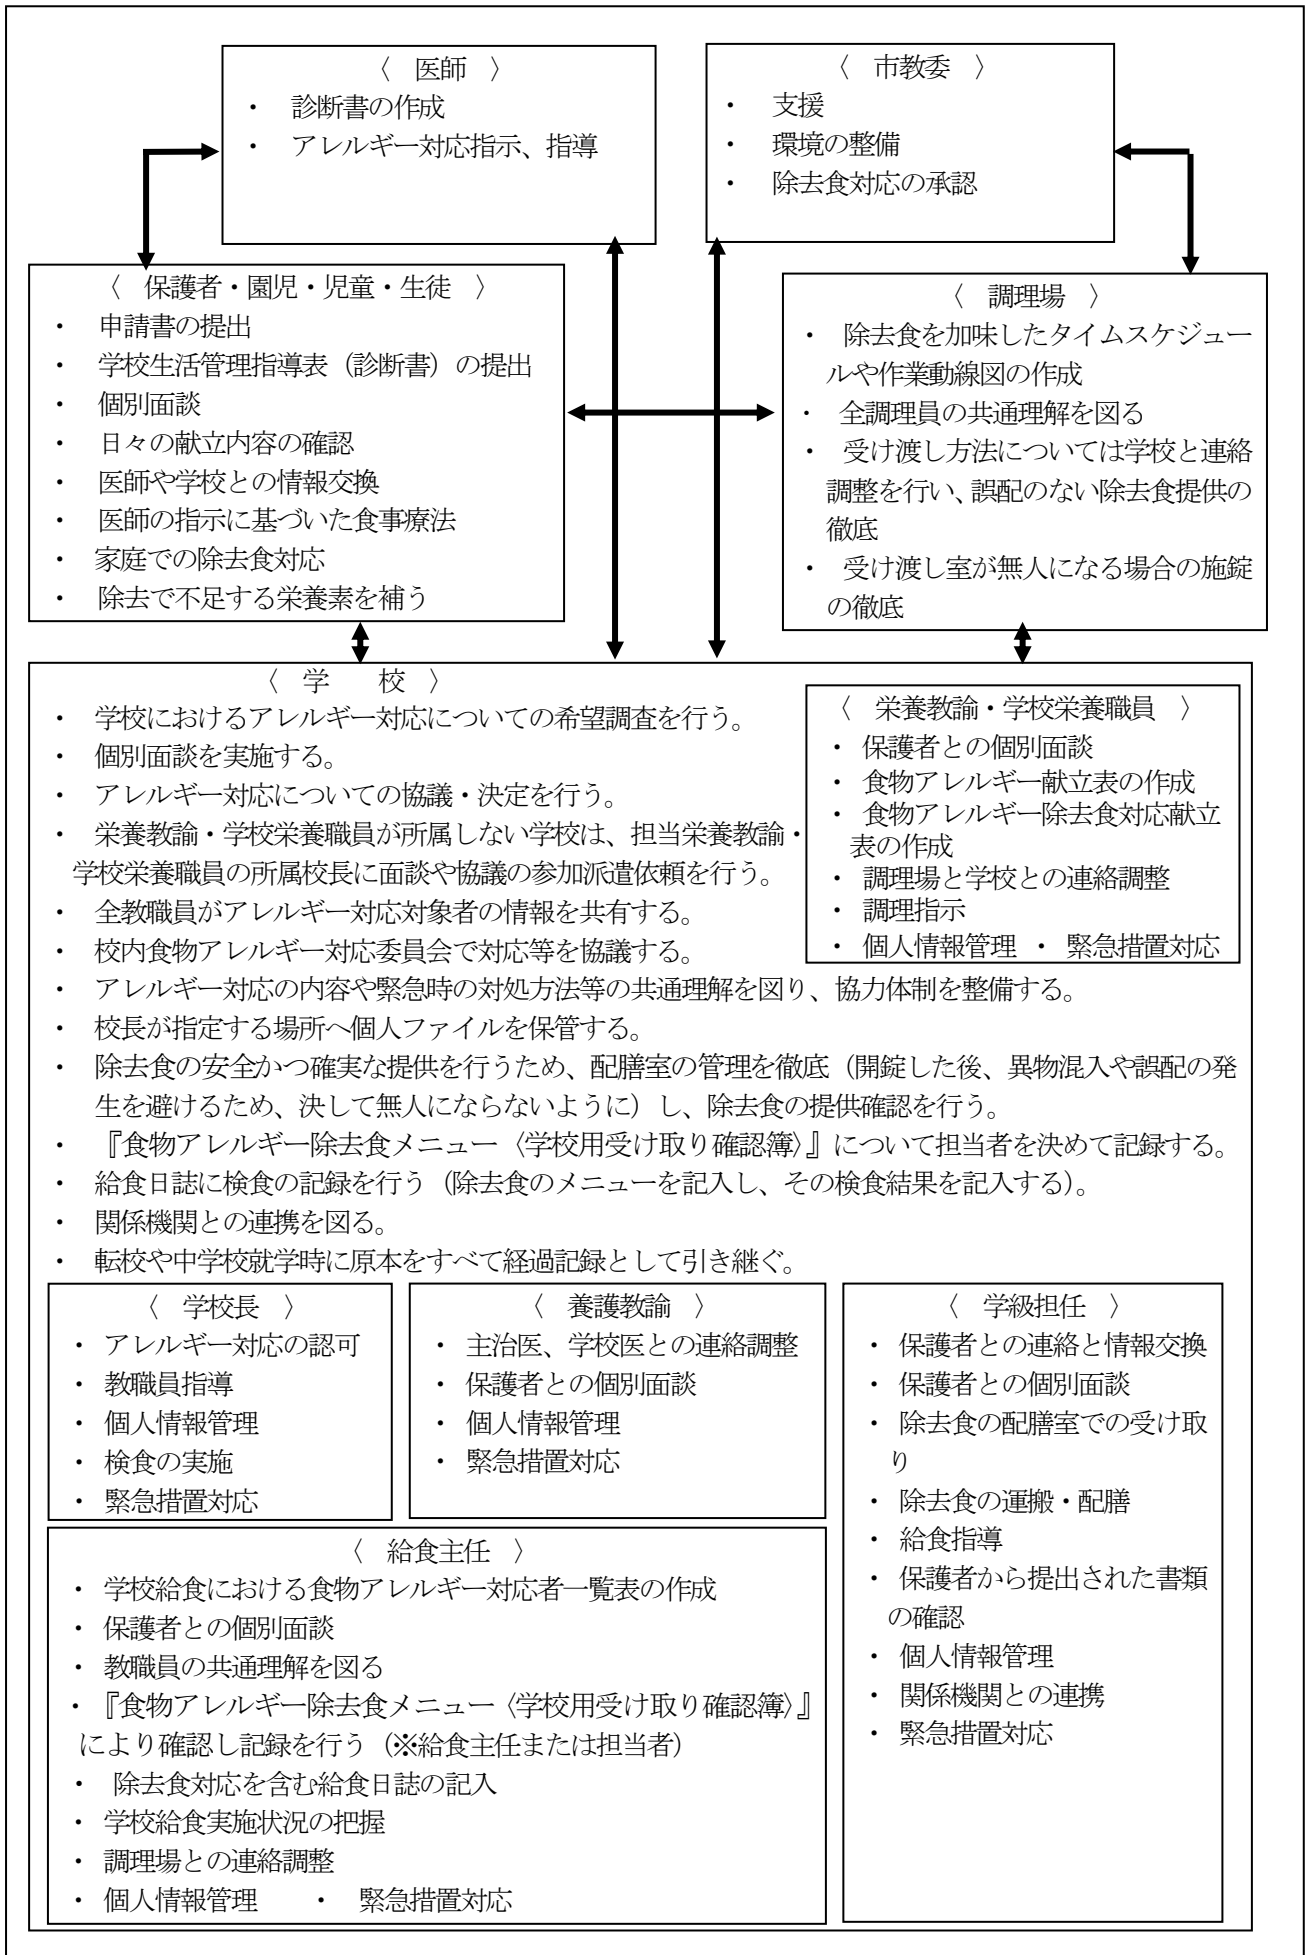 〈　医師　〉
・　診断書の作成
・　アレルギー対応指示、指導
〈　市教委　〉
・　支援
・　環境の整備
・　除去食対応の承認
〈　保護者・園児・児童・生徒　〉
・　申請書の提出
・　学校生活管理指導表（診断書）の提出
・　個別面談
・　日々の献立内容の確認
・　医師や学校との情報交換
・　医師の指示に基づいた食事療法
・　家庭での除去食対応
・　除去で不足する栄養素を補う
〈　調理場　〉
・　除去食を加味したタイムスケジュー
ルや作業動線図の作成
・　全調理員の共通理解を図る
・　受け渡し方法については学校と連絡
調整を行い、誤配のない除去食提供の
徹底
・　受け渡し室が無人になる場合の施錠
の徹底
〈　学　　校　〉
・　学校におけるアレルギー対応についての希望調査を行う。
・　個別面談を実施する。
・　アレルギー対応についての協議・決定を行う。
・　栄養教諭・学校栄養職員が所属しない学校は、担当栄養教諭・
学校栄養職員の所属校長に面談や協議の参加派遣依頼を行う。
・　全教職員がアレルギー対応対象者の情報を共有する。
・　校内食物アレルギー対応委員会で対応等を協議する。
・　アレルギー対応の内容や緊急時の対処方法等の共通理解を図り、協力体制を整備する。
・　校長が指定する場所へ個人ファイルを保管する。
・　除去食の安全かつ確実な提供を行うため、配膳室の管理を徹底（開錠した後、異物混入や誤配の発
生を避けるため、決して無人にならないように）し、除去食の提供確認を行う。
・　『食物アレルギー除去食メニュー〈学校用受け取り確認簿〉』について担当者を決めて記録する。
・　給食日誌に検食の記録を行う（除去食のメニューを記入し、その検食結果を記入する）。
・　関係機関との連携を図る。
・　転校や中学校就学時に原本をすべて経過記録として引き継ぐ。
〈　栄養教諭・学校栄養職員　〉
・ 保護者との個別面談
・ 食物アレルギー献立表の作成
・ 食物アレルギー除去食対応献立
表の作成
・ 調理場と学校との連絡調整
・ 調理指示
・ 個人情報管理　・ 緊急措置対応
〈　学校長　〉
・ アレルギー対応の認可
・ 教職員指導
・ 個人情報管理
・ 検食の実施
・ 緊急措置対応
〈　養護教諭　〉
・ 主治医、学校医との連絡調整
・ 保護者との個別面談
・ 個人情報管理
・ 緊急措置対応
〈　学級担任　〉
・ 保護者との連絡と情報交換
・ 保護者との個別面談
・ 除去食の配膳室での受け取
り
・ 除去食の運搬・配膳
・ 給食指導
・ 保護者から提出された書類
の確認
・ 個人情報管理
・ 関係機関との連携
・ 緊急措置対応
〈　給食主任　〉
・ 学校給食における食物アレルギー対応者一覧表の作成
・ 保護者との個別面談
・ 教職員の共通理解を図る
・『食物アレルギー除去食メニュー〈学校用受け取り確認簿〉』
により確認し記録を行う（※給食主任または担当者）
・　除去食対応を含む給食日誌の記入
・ 学校給食実施状況の把握
・ 調理場との連絡調整
・ 個人情報管理　　・　緊急措置対応